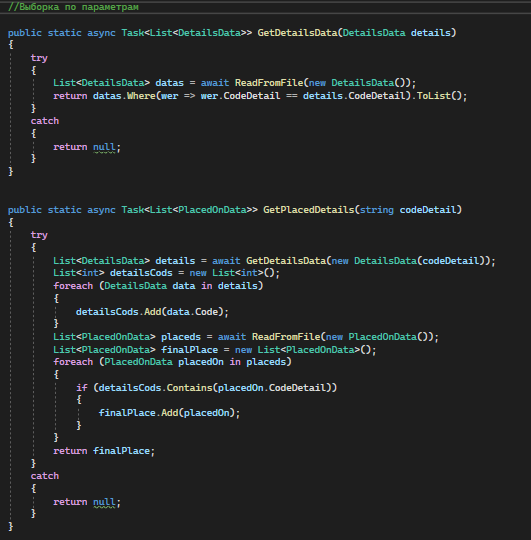 //Выборка по параметрам
public static async Task<List<DetailsData>> GetDetailsData(DetailsData details)
{
try
{
List<DetailsData> datas = await ReadFromFile(new DetailsData());
return datas.Where(wer => wer.CodeDetail == details.CodeDetail).ToList();
}
catch
{
return null;
}
}
public static async Task<List<PlacedOnData>> GetPlacedDetails(string codeDetail)
{
try
{
List<DetailsData> details = await GetDetailsData(new DetailsData(codeDetail));
List<int> detailsCods = new List<int>();
foreach (DetailsData data in details)
{
detailsCods.Add(data.Code);
}
List<PlacedOnData> placeds = await ReadFromFile(new PlacedOnData());
List<PlacedOnData> finalPlace = new List<PlacedOnData>();
foreach (PlacedOnData placedOn in placeds)
{
if (detailsCods.Contains(placedOn.CodeDetail))
{
finalPlace.Add(placedOn);
}
}
return finalPlace;
}
catch
{
return null;
}
}